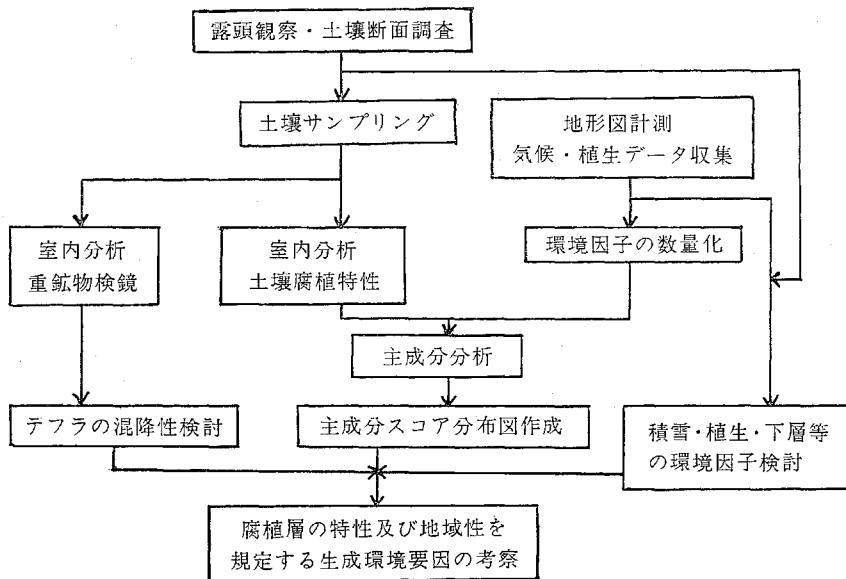 露頭観察・土壌断面調査
土壌サンプリング
地形図計測
気候・植生データ収集
室内分析
重鉱物検鏡
室内分析
土壌腐植特性
環境因子の数量化
主成分分析
テフラの混降性検討
主成分スコア分布図作成
積雪・植生・下層等
の環境因子検討
腐植層の特性及び地域性を
規定する生成環境要因の考察